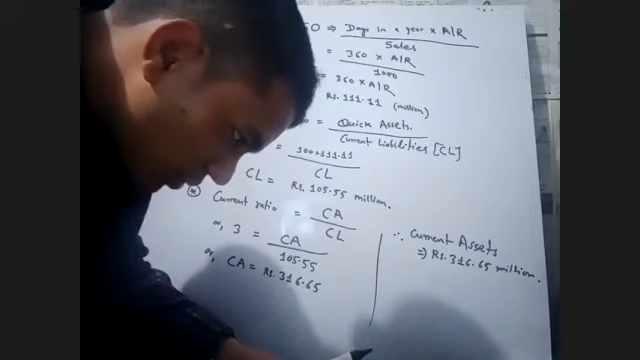 O ⇒ Days in a year × A/R
Sales
= 360 × A/R
1000
= 360 × A/R
Rs. 111.11 (million)
= Quick Assets.
Current liabilities [CL]
= 100+111.11
CL
CL = Rs. 105.55 million.
* Current ratio = CA
CL
or, 3 = CA
105.55
or, CA = Rs. 316.65
∴ Current Assets
⇒ Rs. 316.65 million.